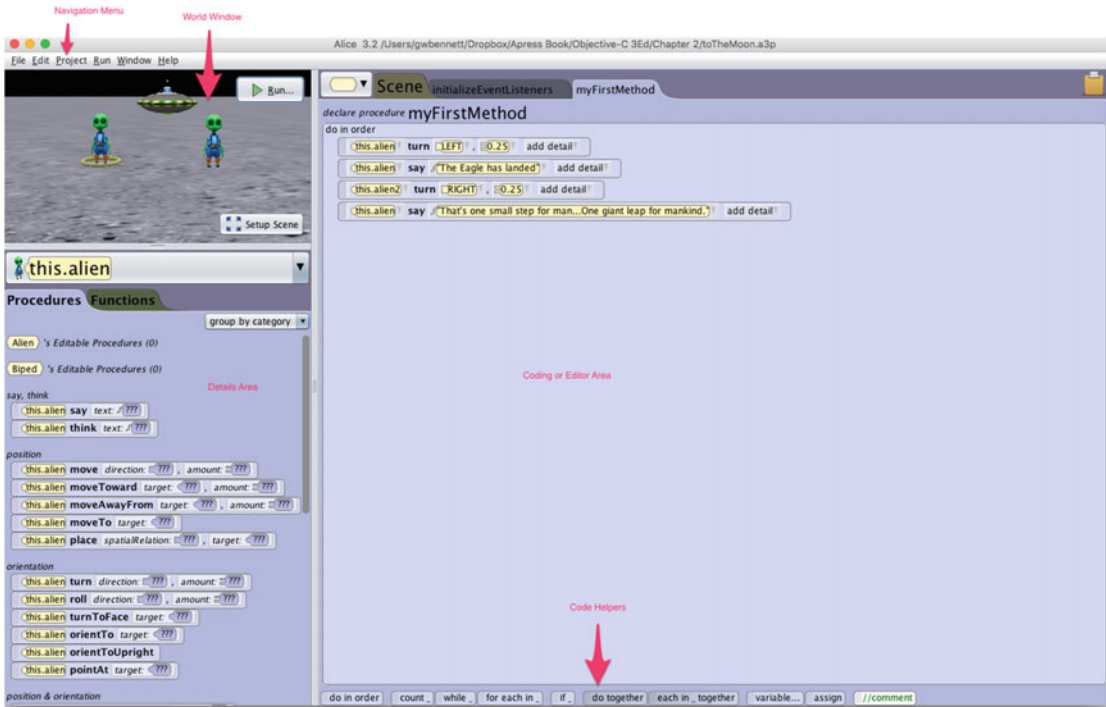 Navigation Menu
World Window
Alice 3.2 /Users/gwbennett/Dropbox/Apress Book/Objective-C 3Ed/Chapter 2/toTheMoon.a3p
File Edit Project Run Window Help
Run...
Setup Scene
this.alien
Procedures Functions
group by category
Alien 's Editable Procedures (0)
Biped 's Editable Procedures (0)
Details Area
say, think
this.alien say text: ???
this.alien think text: ???
position
this.alien move direction: ??? , amount: ???
this.alien moveToward target: ??? , amount: ???
this.alien moveAwayFrom target: ??? , amount: ???
this.alien moveTo target: ???
this.alien place spatialRelation: ??? , target: ???
orientation
this.alien turn direction: ??? , amount: ???
this.alien roll direction: ??? , amount: ???
this.alien turnToFace target: ???
this.alien orientTo target: ???
this.alien orientToUpright
this.alien pointAt target: ???
position & orientation
Scene initializeEventListeners myFirstMethod
declare procedure myFirstMethod
do in order
this.alien turn LEFT , 0.25 add detail
this.alien say "The Eagle has landed" add detail
this.alien2 turn RIGHT , 0.25 add detail
this.alien say "That's one small step for man...One giant leap for mankind." add detail
Coding or Editor Area
Code Helpers
do in order count _ while _ for each in _ if _ do together each in _ together variable... assign //comment